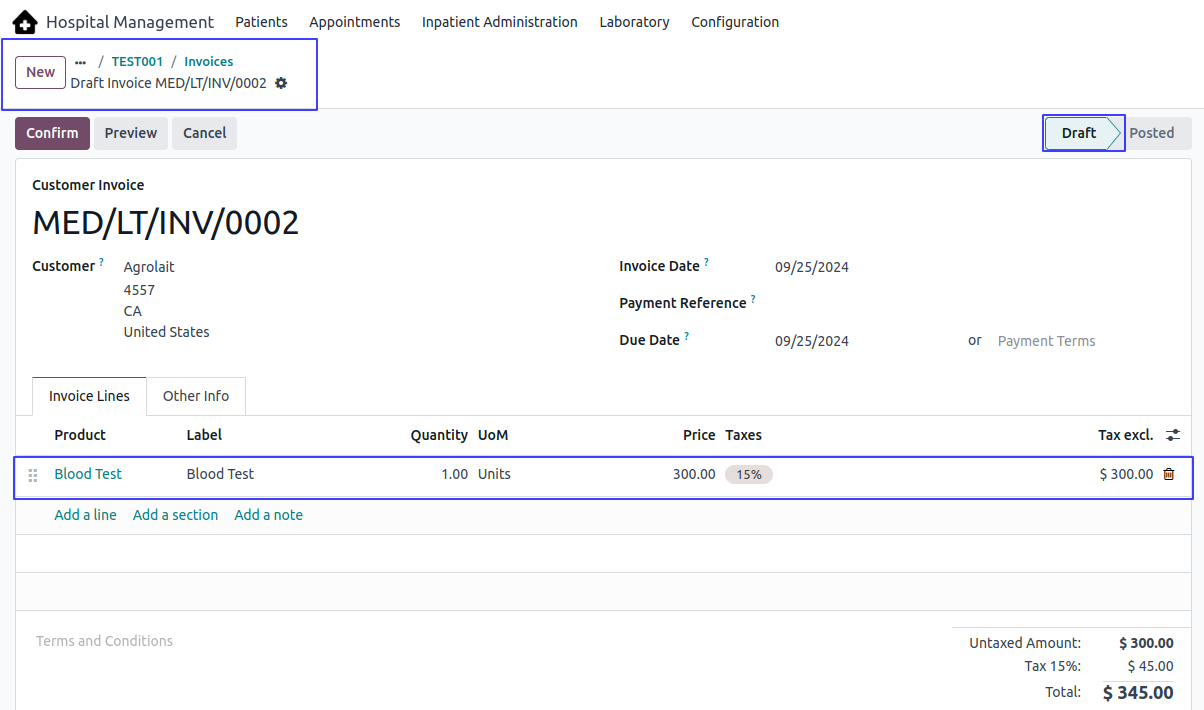 Hospital Management Patients Appointments Inpatient Administration Laboratory Configuration
New ... / TEST001 / Invoices
Draft Invoice MED/LT/INV/0002
Confirm Preview Cancel Draft Posted
Customer Invoice
MED/LT/INV/0002
Customer ? Agrolait Invoice Date ? 09/25/2024
4557
CA Payment Reference ?
United States
Due Date ? 09/25/2024 or Payment Terms
Invoice Lines Other Info
Product Label Quantity UoM Price Taxes Tax excl.
Blood Test Blood Test 1.00 Units 300.00 15% $ 300.00
Add a line Add a section Add a note
Terms and Conditions Untaxed Amount: $ 300.00
Tax 15%: $ 45.00
Total: $ 345.00